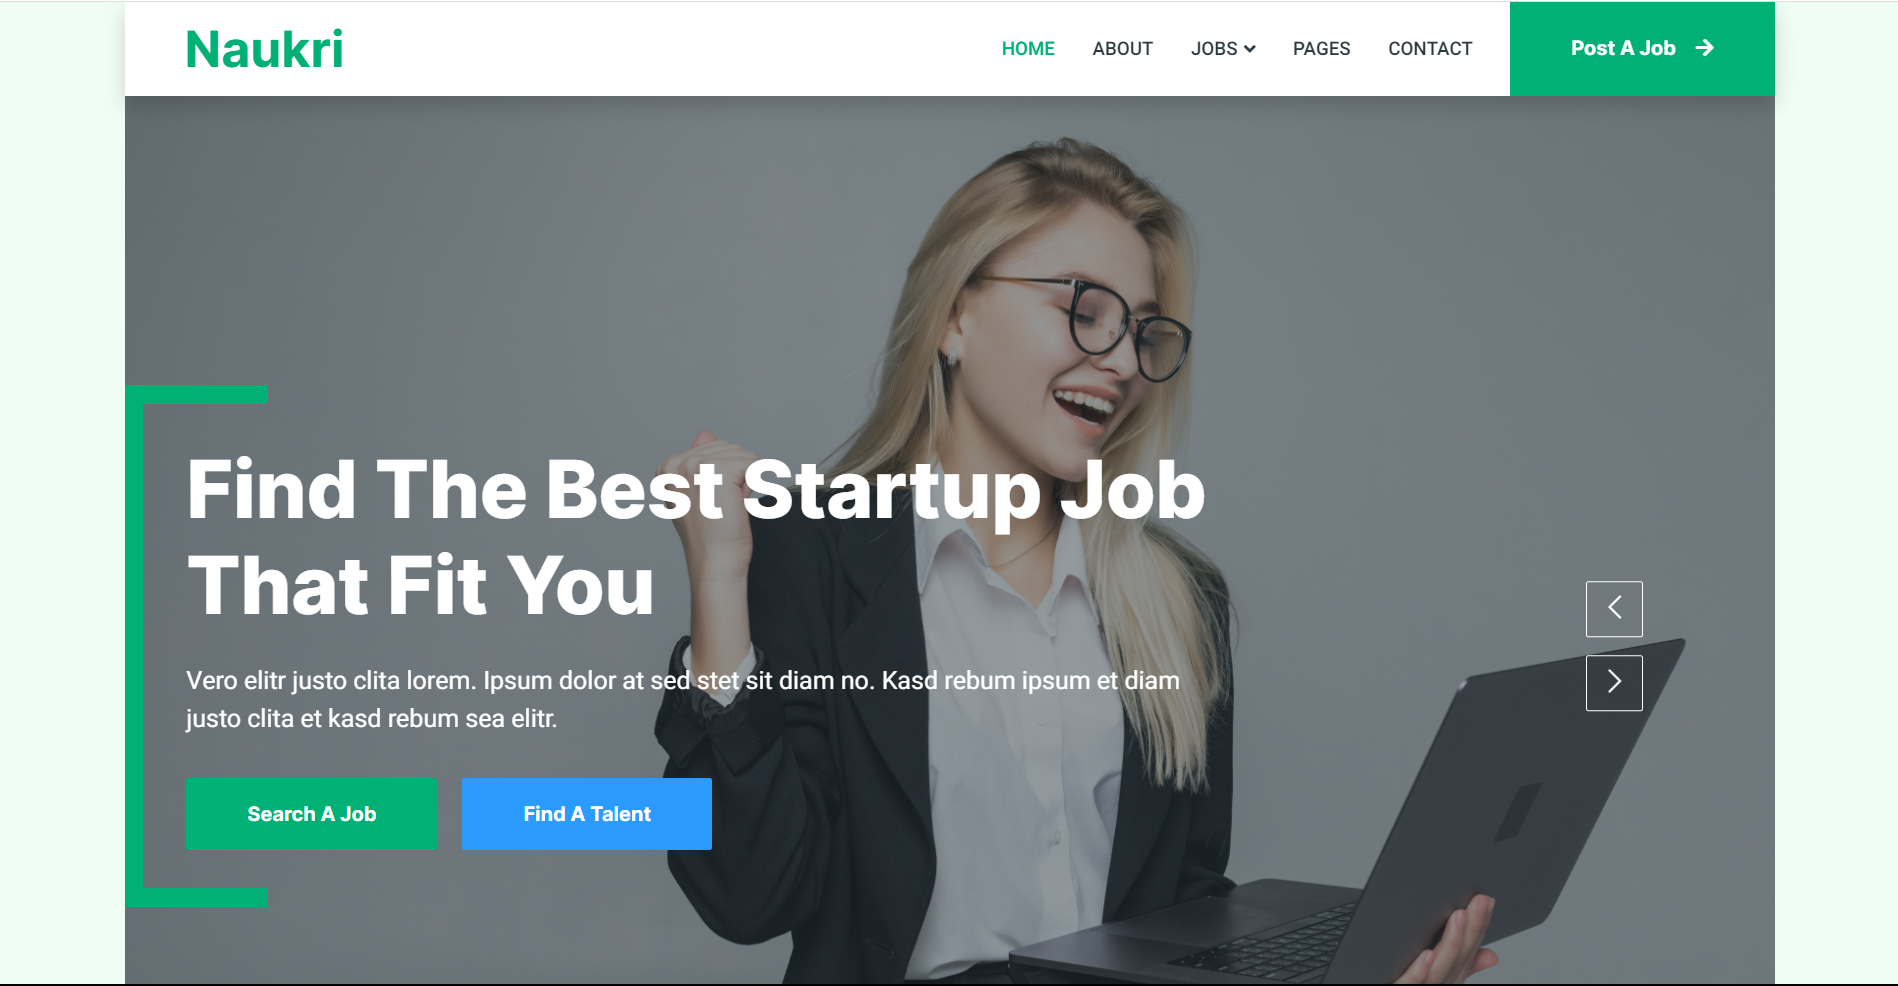 Naukri
HOME ABOUT JOBS PAGES CONTACT Post A Job
Find The Best Startup Job
That Fit You
Vero elitr justo clita lorem. Ipsum dolor at sed stet sit diam no. Kasd rebum ipsum et diam
justo clita et kasd rebum sea elitr.
Search A Job Find A Talent